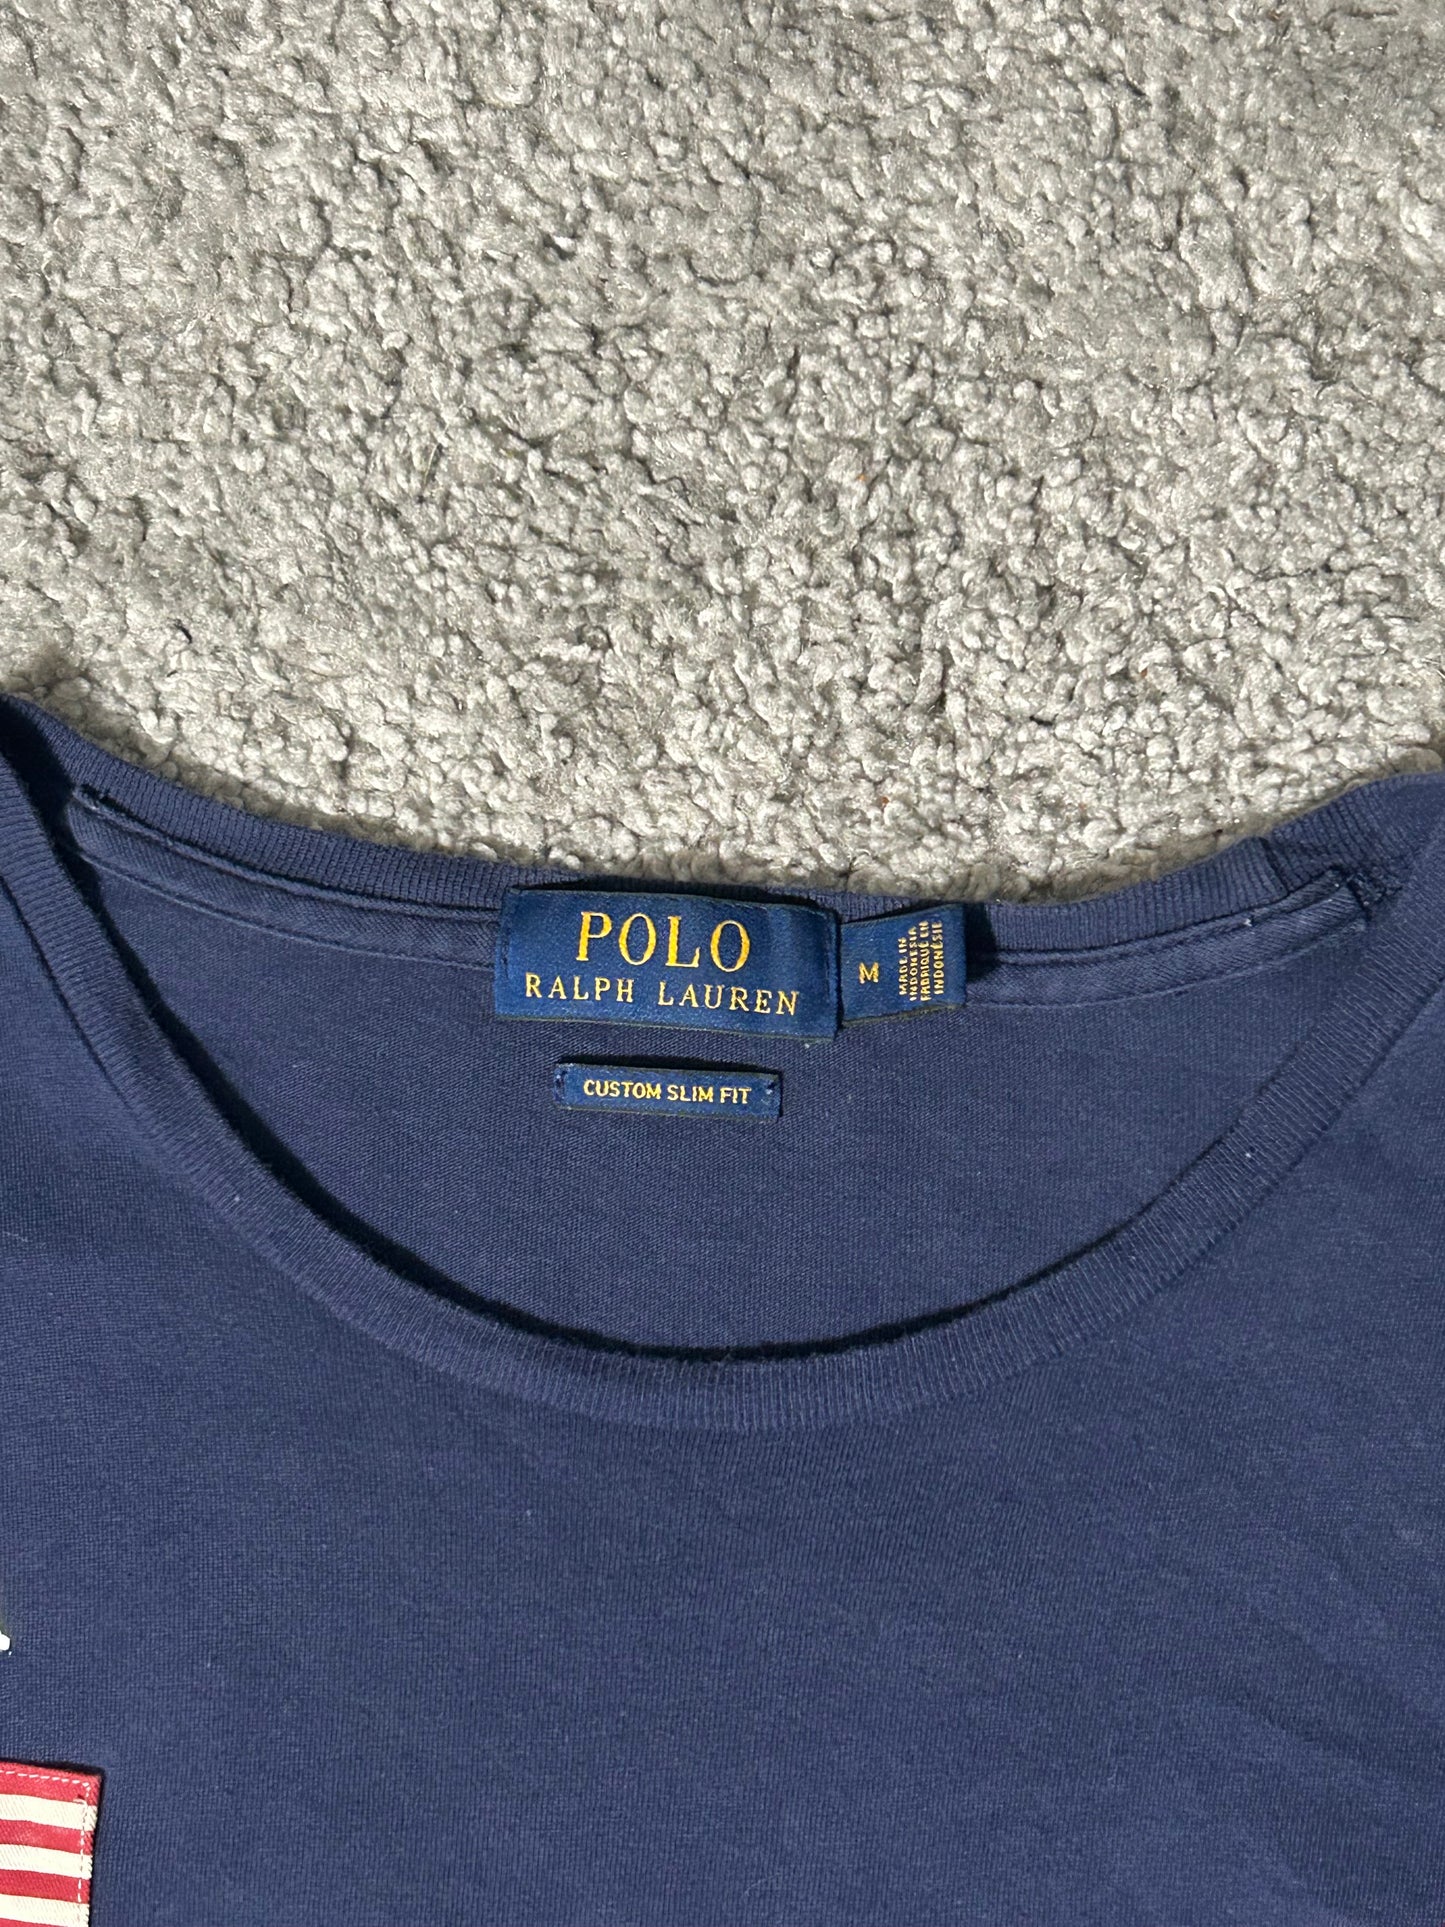 POLO
RALPH LAUREN
M
MADE IN
INDONESIA
FABRIQUÉ EN
INDONÉSIE
CUSTOM SLIM FIT